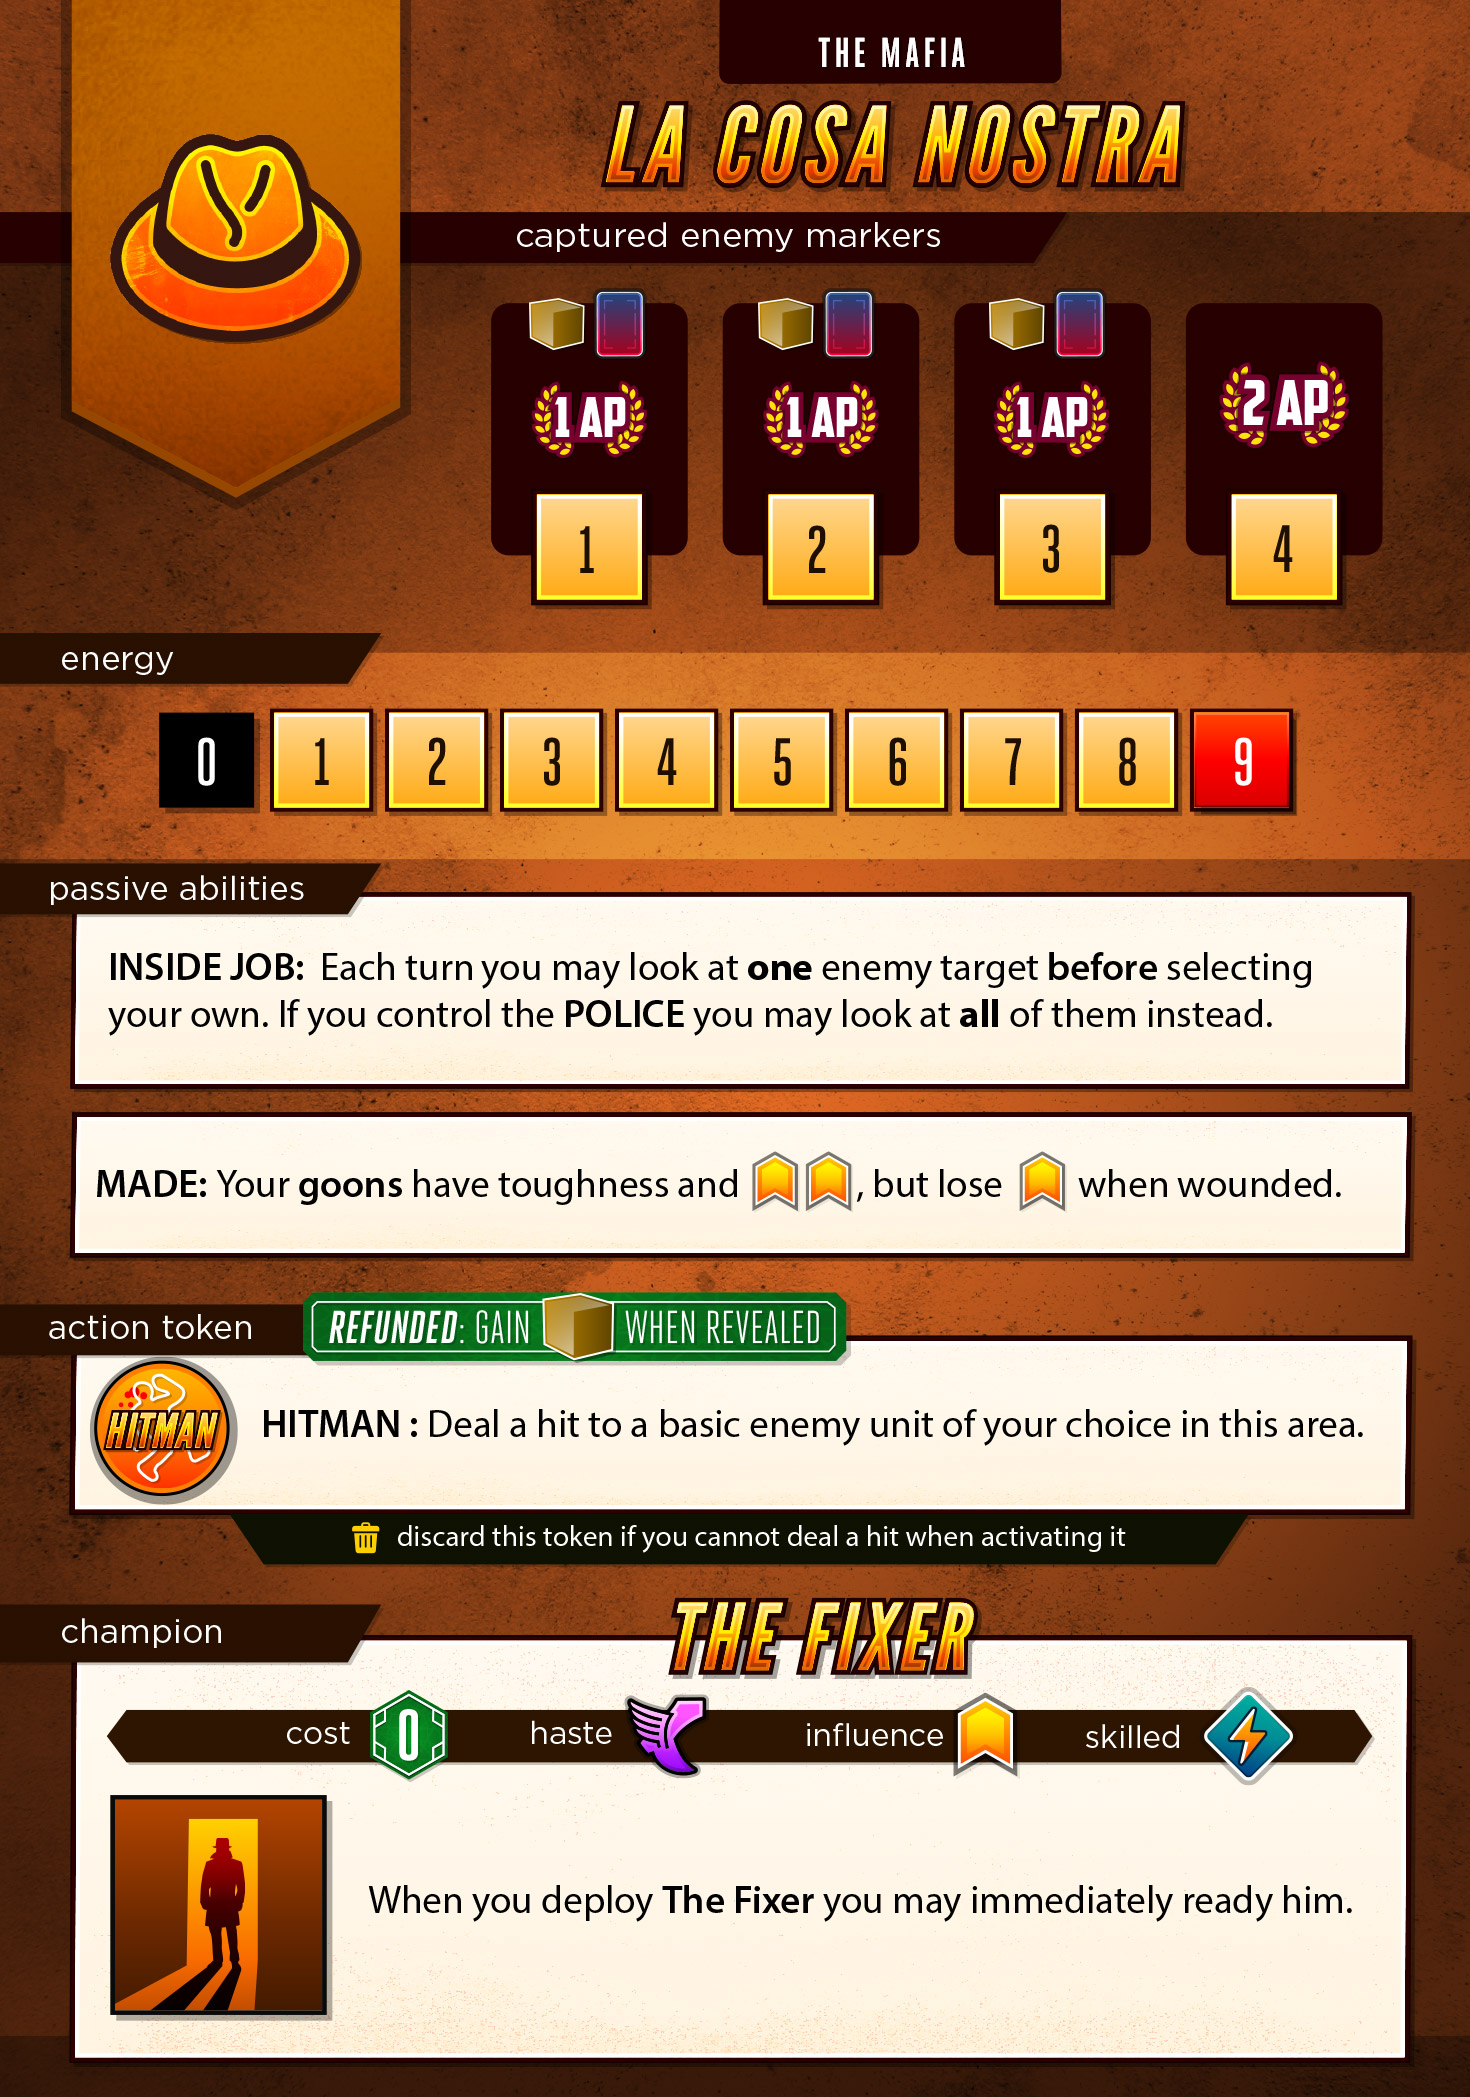 THE MAFIA
LA COSA NOSTRA
captured enemy markers
1 AP 1 AP 1 AP 2 AP
1 2 3 4
energy
0 1 2 3 4 5 6 7 8 9
passive abilities
INSIDE JOB: Each turn you may look at one enemy target before selecting
your own. If you control the POLICE you may look at all of them instead.
MADE: Your goons have toughness and , but lose when wounded.
action token
REFUNDED: GAIN WHEN REVEALED
HITMAN
HITMAN : Deal a hit to a basic enemy unit of your choice in this area.
discard this token if you cannot deal a hit when activating it
champion
THE FIXER
cost 0 haste influence skilled
When you deploy The Fixer you may immediately ready him.